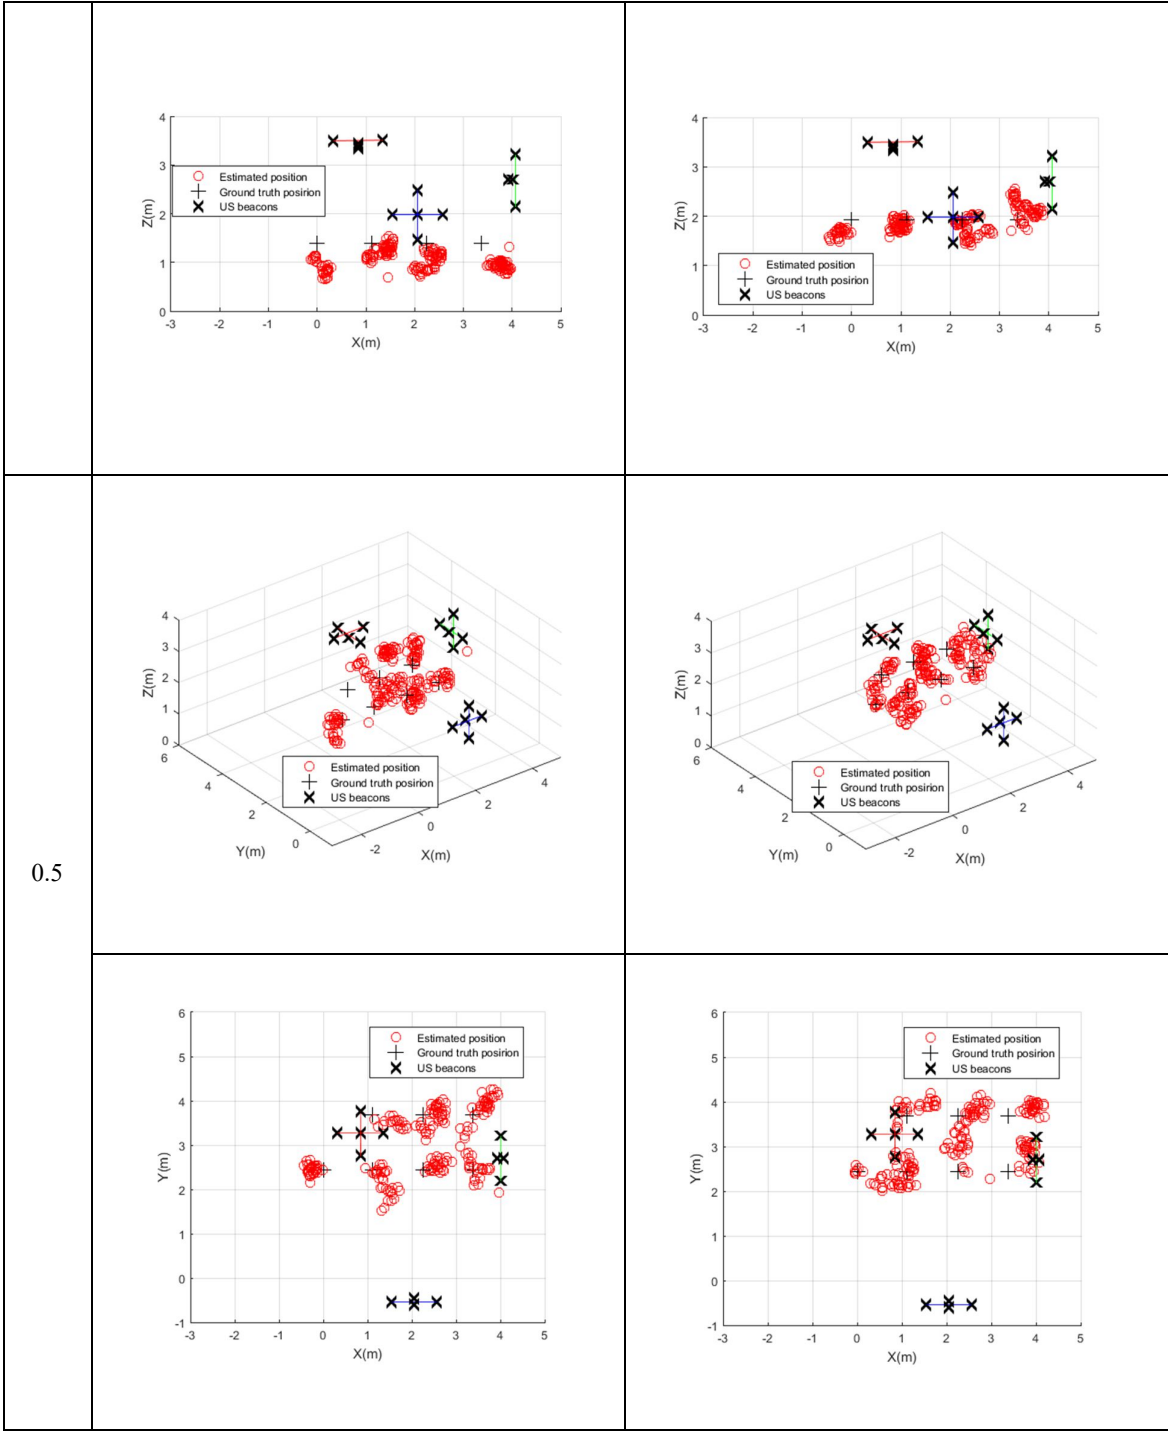 4
3
2
1
0
Z(m)
-3 -2 -1 0 1 2 3 4 5
X(m)
Estimated position
Ground truth posirion
US beacons
4
3
2
1
0
Z(m)
-3 -2 -1 0 1 2 3 4 5
X(m)
Estimated position
Ground truth posirion
US beacons
0.5
4
3
2
1
0
Z(m)
6
4
2
0
Y(m)
-2
0
2
4
X(m)
Estimated position
Ground truth posirion
US beacons
4
3
2
1
0
Z(m)
6
4
2
0
Y(m)
-2
0
2
4
X(m)
Estimated position
Ground truth posirion
US beacons
6
5
4
3
2
1
0
-1
Y(m)
-3 -2 -1 0 1 2 3 4 5
X(m)
Estimated position
Ground truth posirion
US beacons
6
5
4
3
2
1
0
-1
Y(m)
-3 -2 -1 0 1 2 3 4 5
X(m)
Estimated position
Ground truth posirion
US beacons